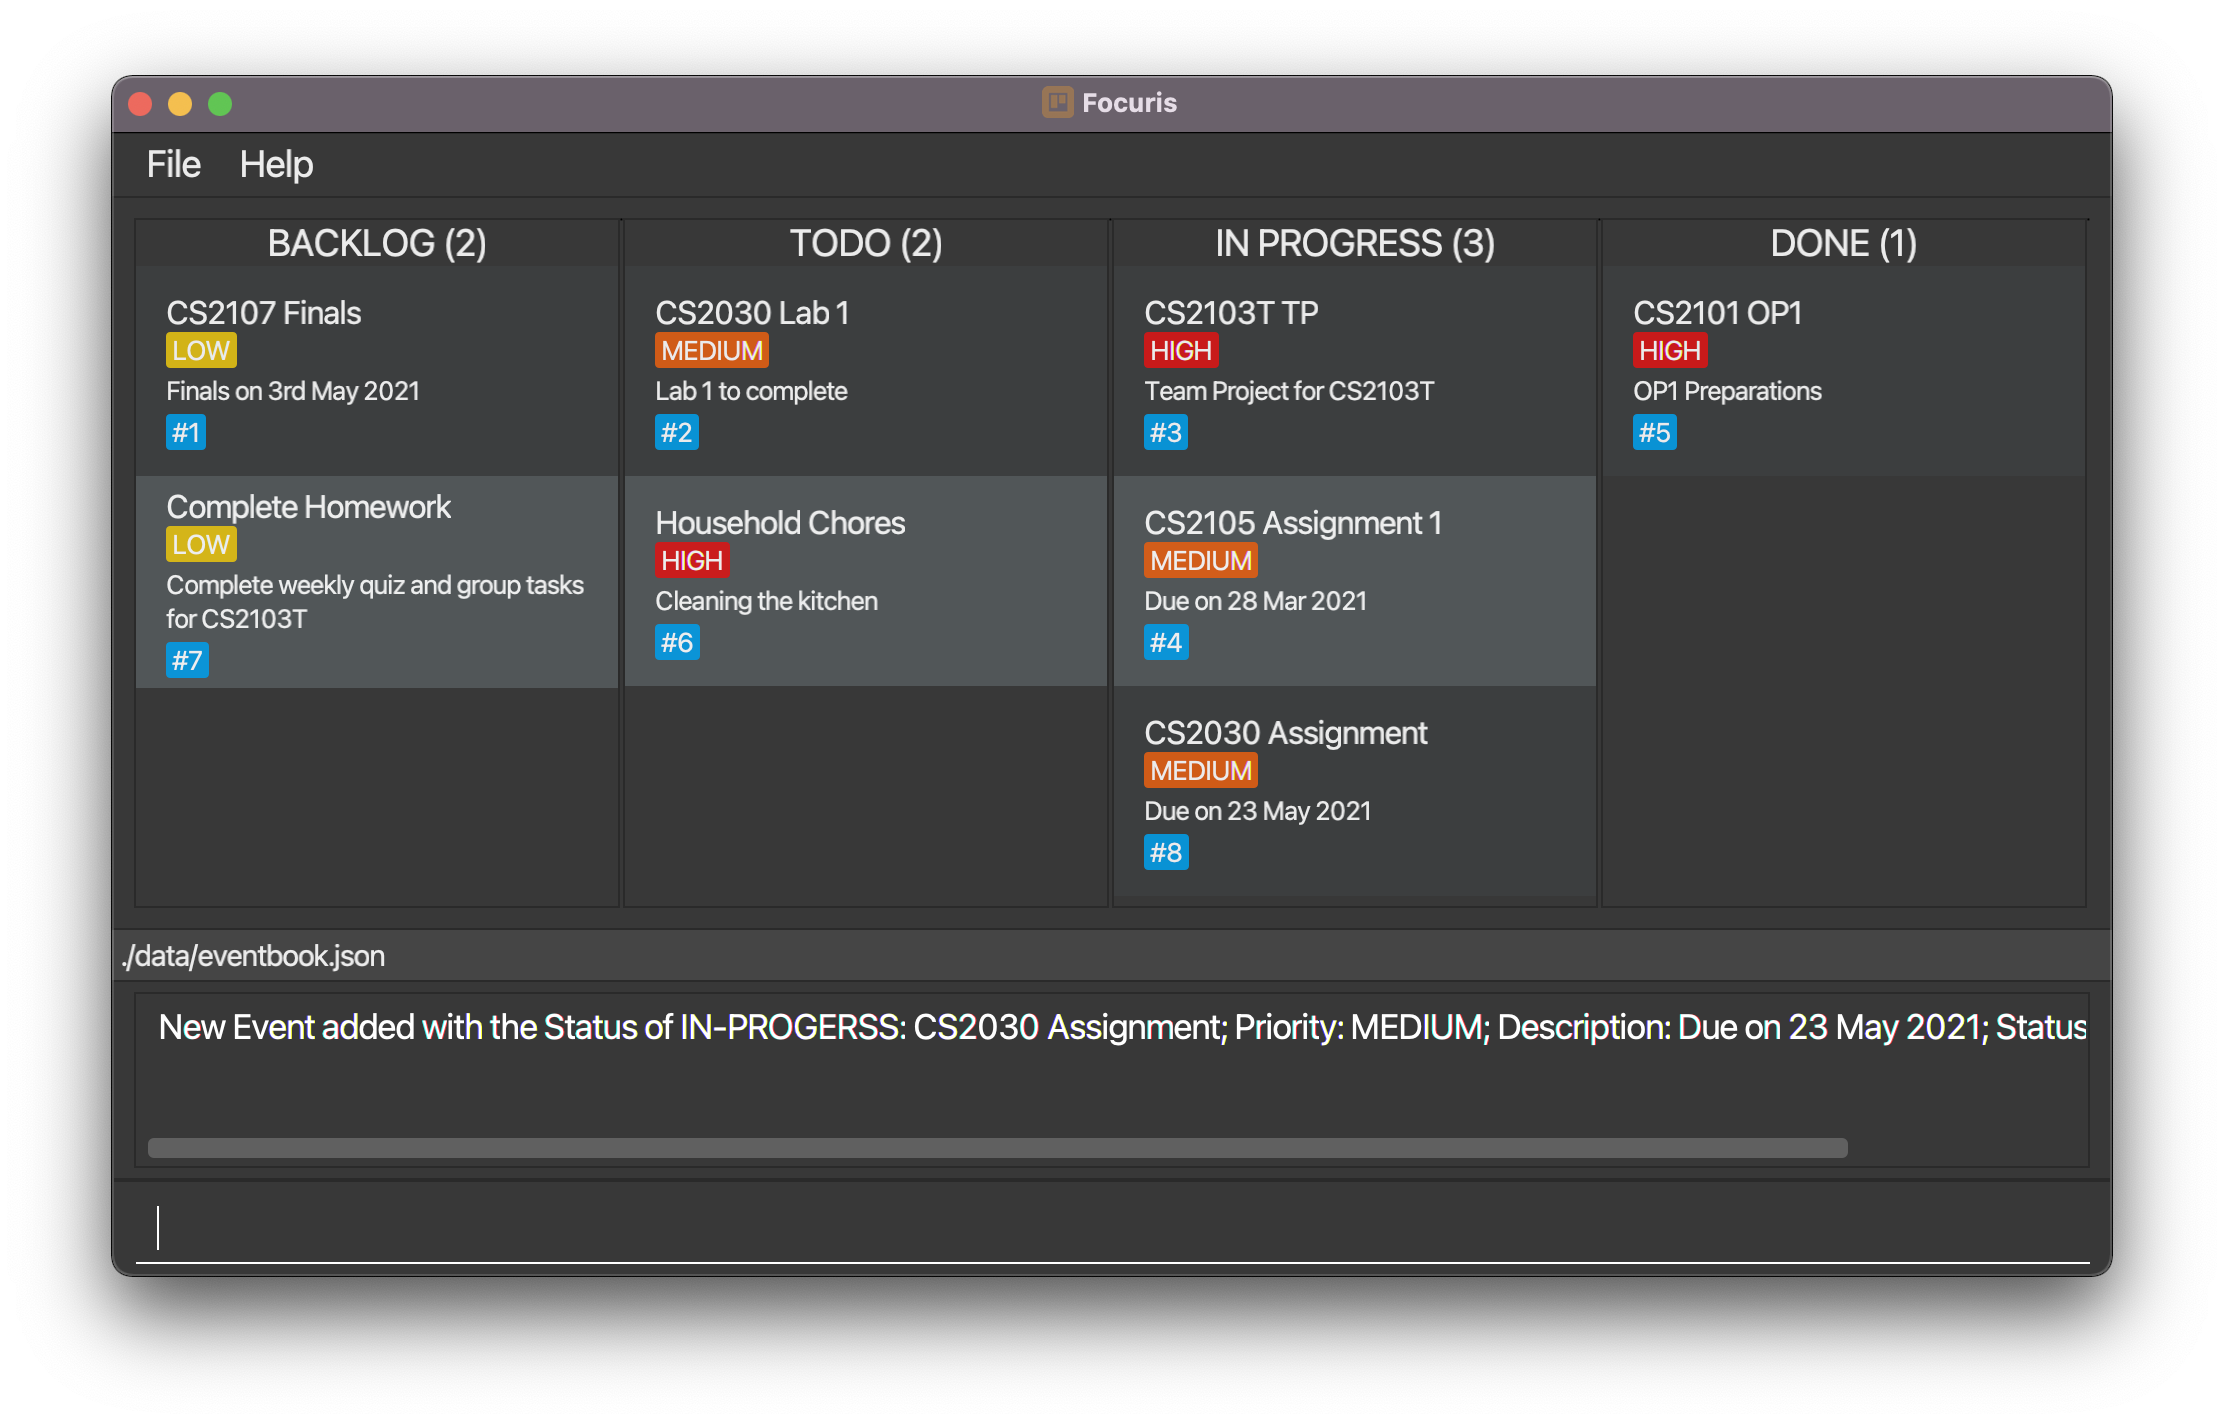 Focuris
File Help
BACKLOG (2)
CS2107 Finals
LOW
Finals on 3rd May 2021
#1
Complete Homework
LOW
Complete weekly quiz and group tasks
for CS2103T
#7
TODO (2)
CS2030 Lab 1
MEDIUM
Lab 1 to complete
#2
Household Chores
HIGH
Cleaning the kitchen
#6
IN PROGRESS (3)
CS2103T TP
HIGH
Team Project for CS2103T
#3
CS2105 Assignment 1
MEDIUM
Due on 28 Mar 2021
#4
CS2030 Assignment
MEDIUM
Due on 23 May 2021
#8
DONE (1)
CS2101 OP1
HIGH
OP1 Preparations
#5
./data/eventbook.json
New Event added with the Status of IN-PROGERSS: CS2030 Assignment; Priority: MEDIUM; Description: Due on 23 May 2021; Status